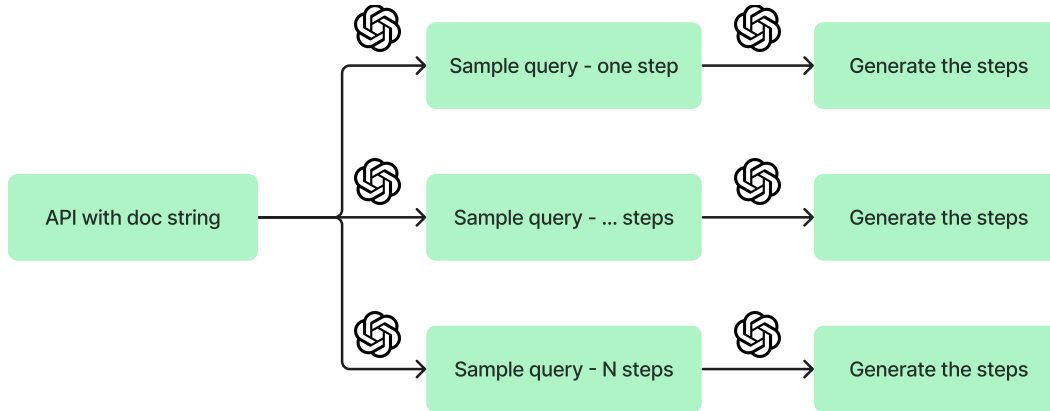 Sample query - one step
Generate the steps
API with doc string
Sample query - ... steps
Generate the steps
Sample query - N steps
Generate the steps